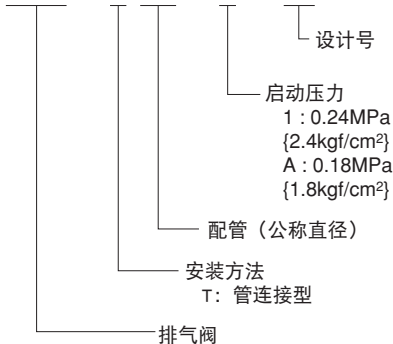 设计号
启动压力
1 : 0.24MPa
{2.4kgf/cm²}
A : 0.18MPa
{1.8kgf/cm²}
配管（公称直径）
安装方法
T：管连接型
排气阀